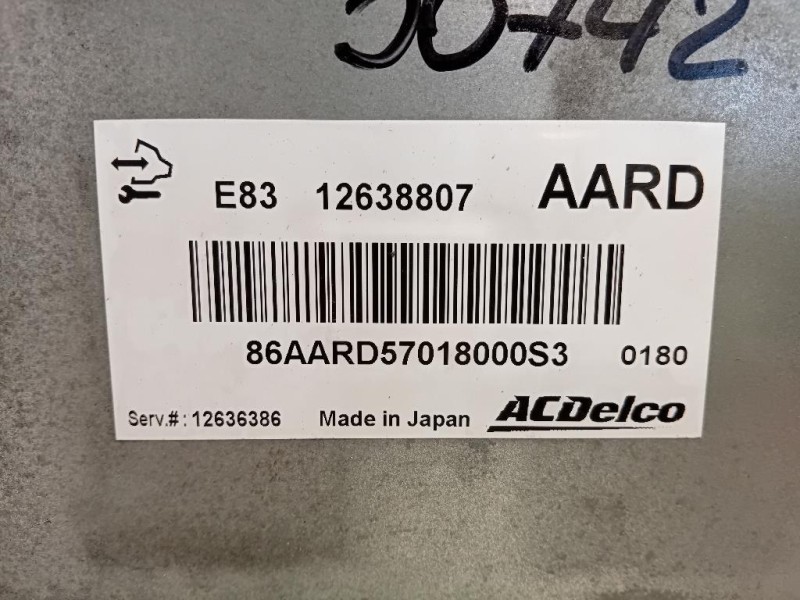 E83 12638807 AARD
86AARD57018000S3 0180
Serv.#: 12636386 Made in Japan ACDelco